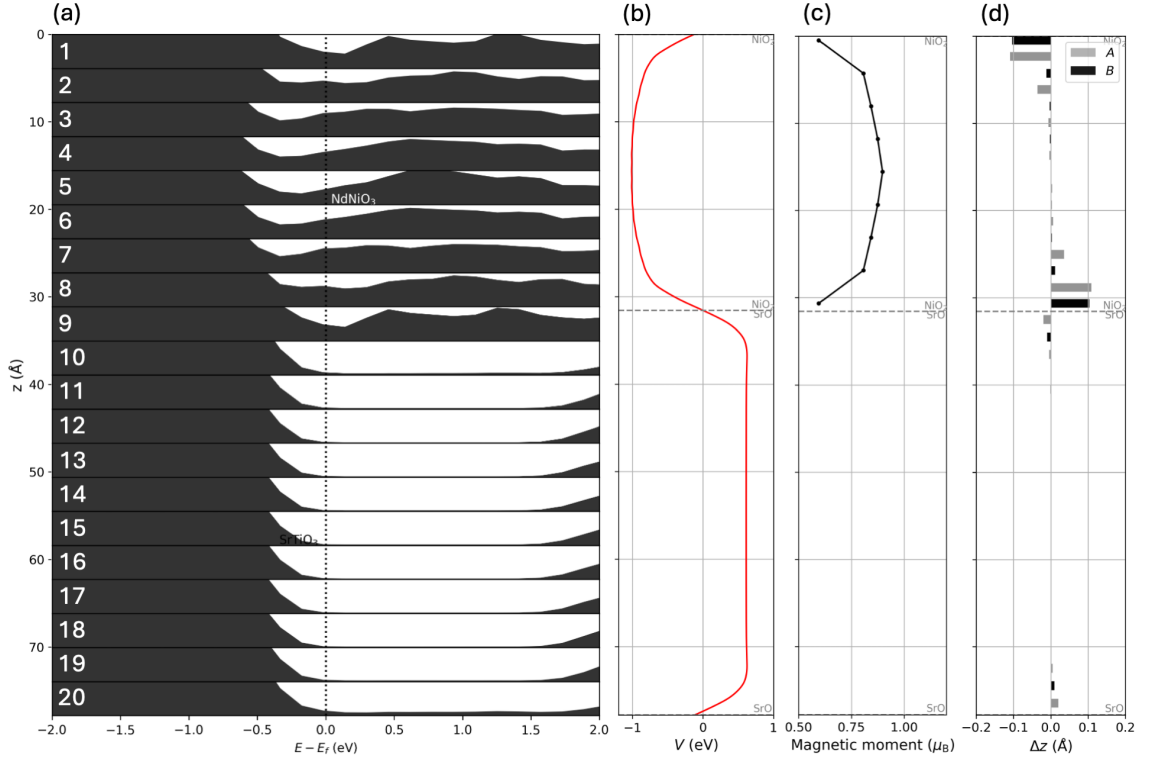 (a) (b) (c) (d)
0
10
20
30
40
50
60
70
z (Å)
1
2
3
4
5
6
7
8
9
10
11
12
13
14
15
16
17
18
19
20
NdNiO₃
SrTiO₃
−2.0 −1.5 −1.0 −0.5 0.0 0.5 1.0 1.5 2.0
E − E_f (eV)
NiO₂
NiO₂
SrO
SrO
−1 0 1
V (eV)
NiO₂
NiO₂
SrO
SrO
0.50 0.75 1.00
Magnetic moment (μ_B)
NiO₂
A
B
NiO₂
SrO
SrO
−0.2 −0.1 0.0 0.1 0.2
Δz (Å)